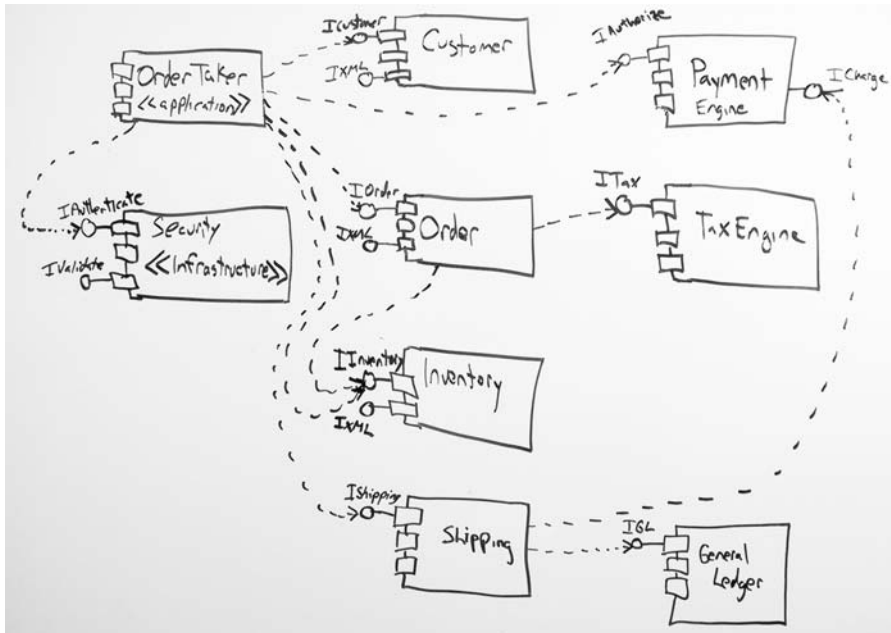 ICustomer
Customer
IXML
OrderTaker
<<application>>
IAuthorize
Payment
Engine
ICharge
IAuthenticate
Security
<<Infrastructure>>
IValidate
IOrder
Order
IXML
ITax
TaxEngine
IInventory
Inventory
IXML
IShipping
Shipping
IGL
General
Ledger